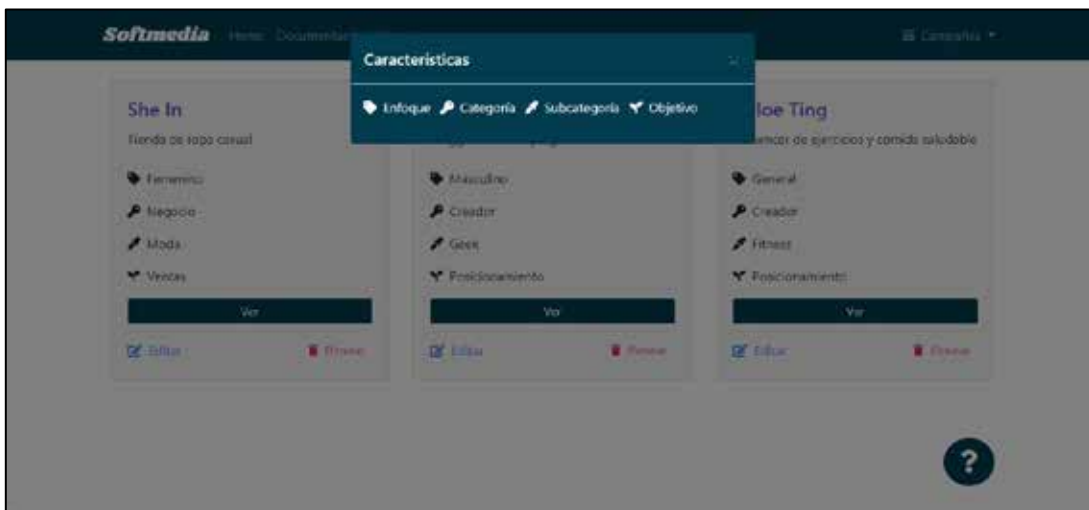 Softmedia Home
Características
Enfoque Categoría Subcategoría Objetivo
She In
Tienda de ropa casual
Femenino
Negocio
Moda
Ventas
Ver
Editar Eliminar
Masculino
Creador
Geek
Posicionamiento
Ver
Editar Eliminar
loe Ting
de ejercicios y comida saludable
General
Creador
Fitness
Posicionamiento
Ver
Editar Eliminar
?